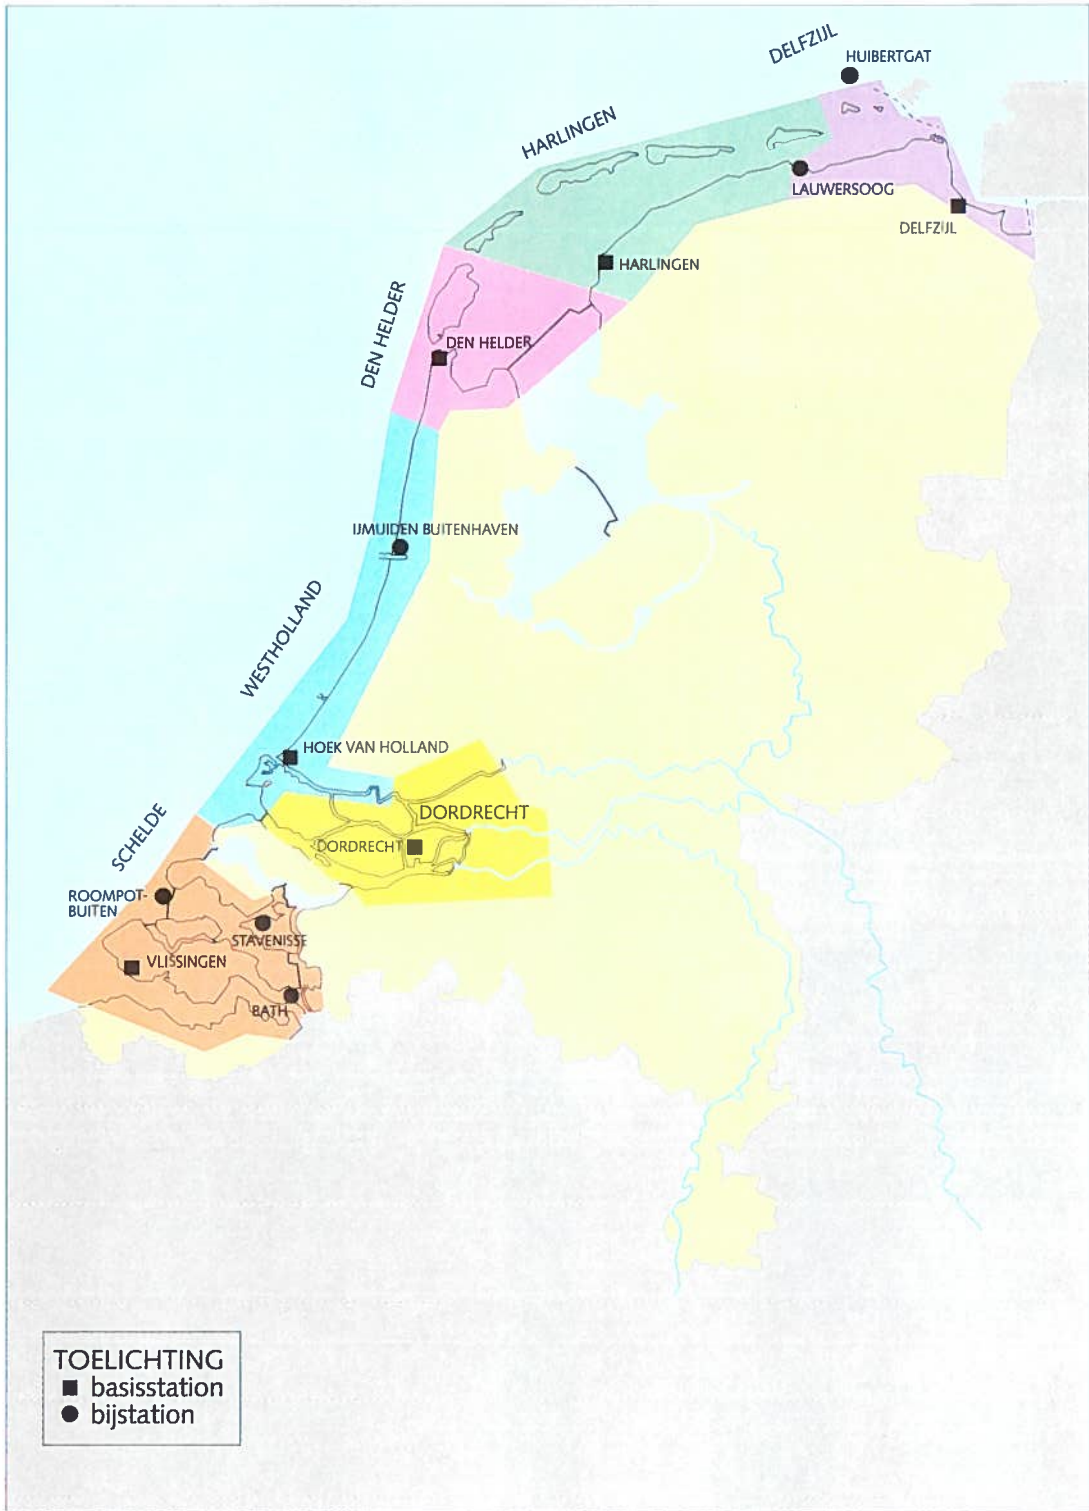 DELFZIJL
HUIBERTGAT
HARLINGEN
LAUWERSOOG
DELFZIJL
HARLINGEN
DEN HELDER
DEN HELDER
IJMUIDEN BUITENHAVEN
WESTHOLLAND
HOEK VAN HOLLAND
SCHELDE
DORDRECHT
DORDRECHT
ROOMPOT-
BUITEN
STAVENISSE
VLISSINGEN
BATH
TOELICHTING
basisstation
bijstation